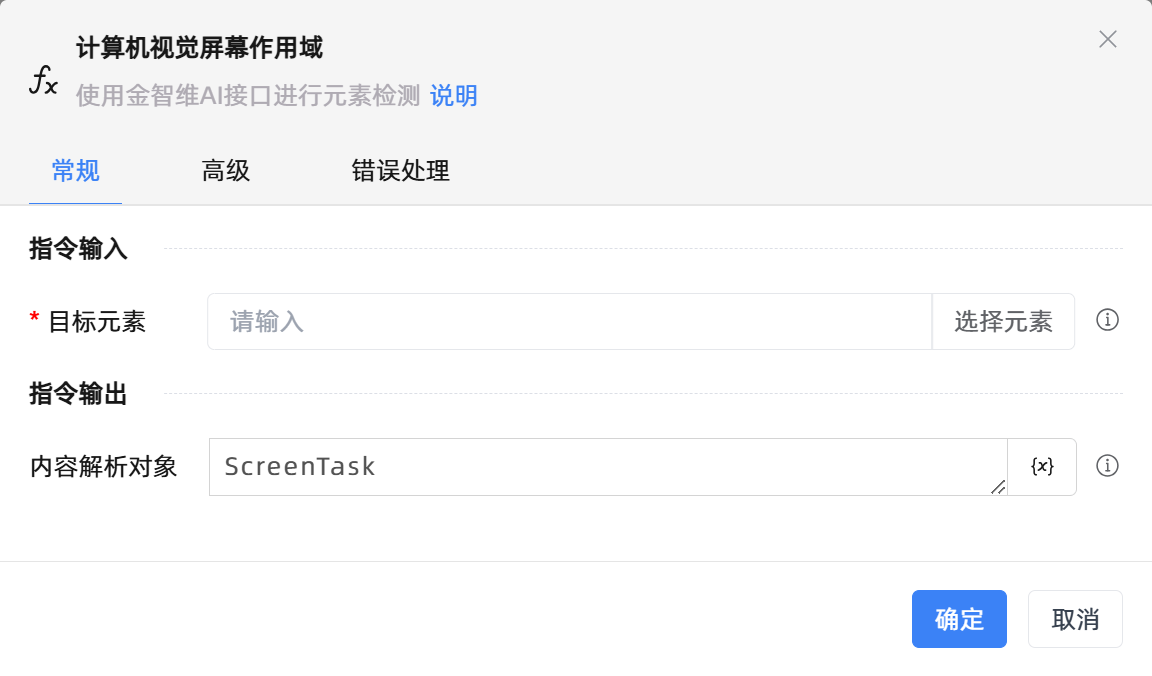 计算机视觉屏幕作用域
使用金智维AI接口进行元素检测 说明
常规 高级 错误处理
指令输入
* 目标元素 请输入 选择元素
指令输出
内容解析对象 ScreenTask {x}
确定 取消